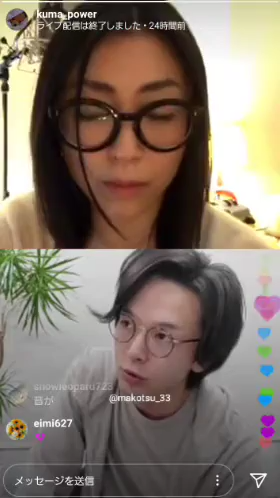 kuma_power
ライブ配信は終了しました・24時間前
snowleopard723
音が
@makotsu_33
eimi627
メッセージを送信